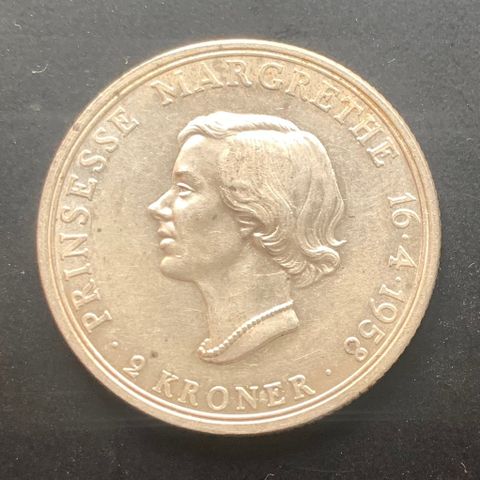 · PRINSESSE MARGRETHE 16·4·1958
· 2 KRONER ·